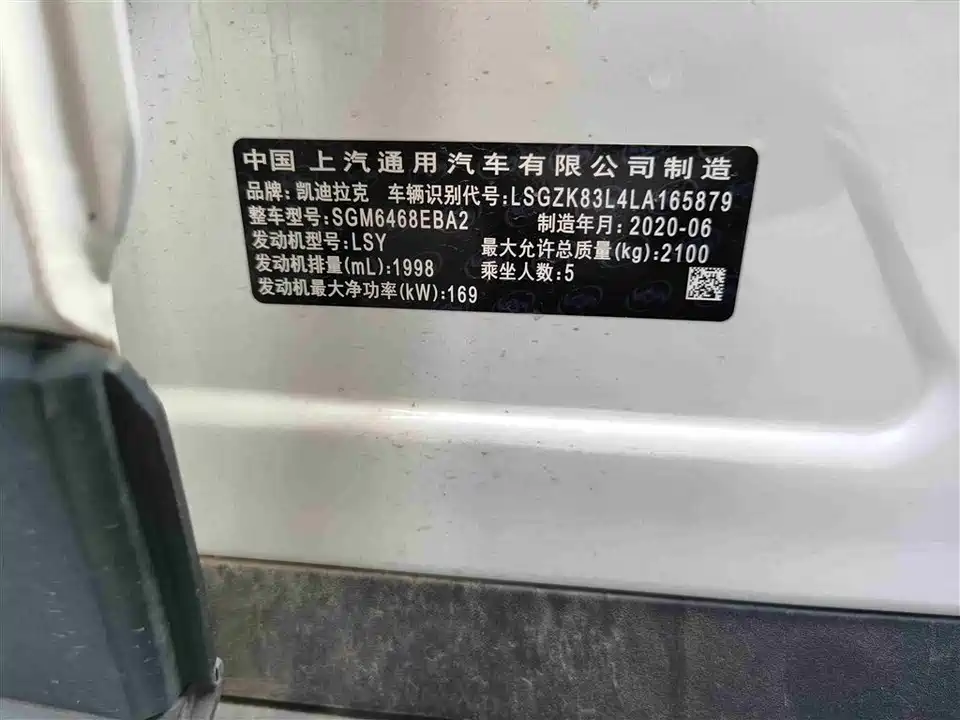 中国 上汽通用汽车有限公司制造
品牌: 凯迪拉克 车辆识别代号:LSGZK83L4LA165879
整车型号:SGM6468EBA2 制造年月: 2020-06
发动机型号:LSY 最大允许总质量(kg):2100
发动机排量(mL):1998 乘坐人数:5
发动机最大净功率(kW):169